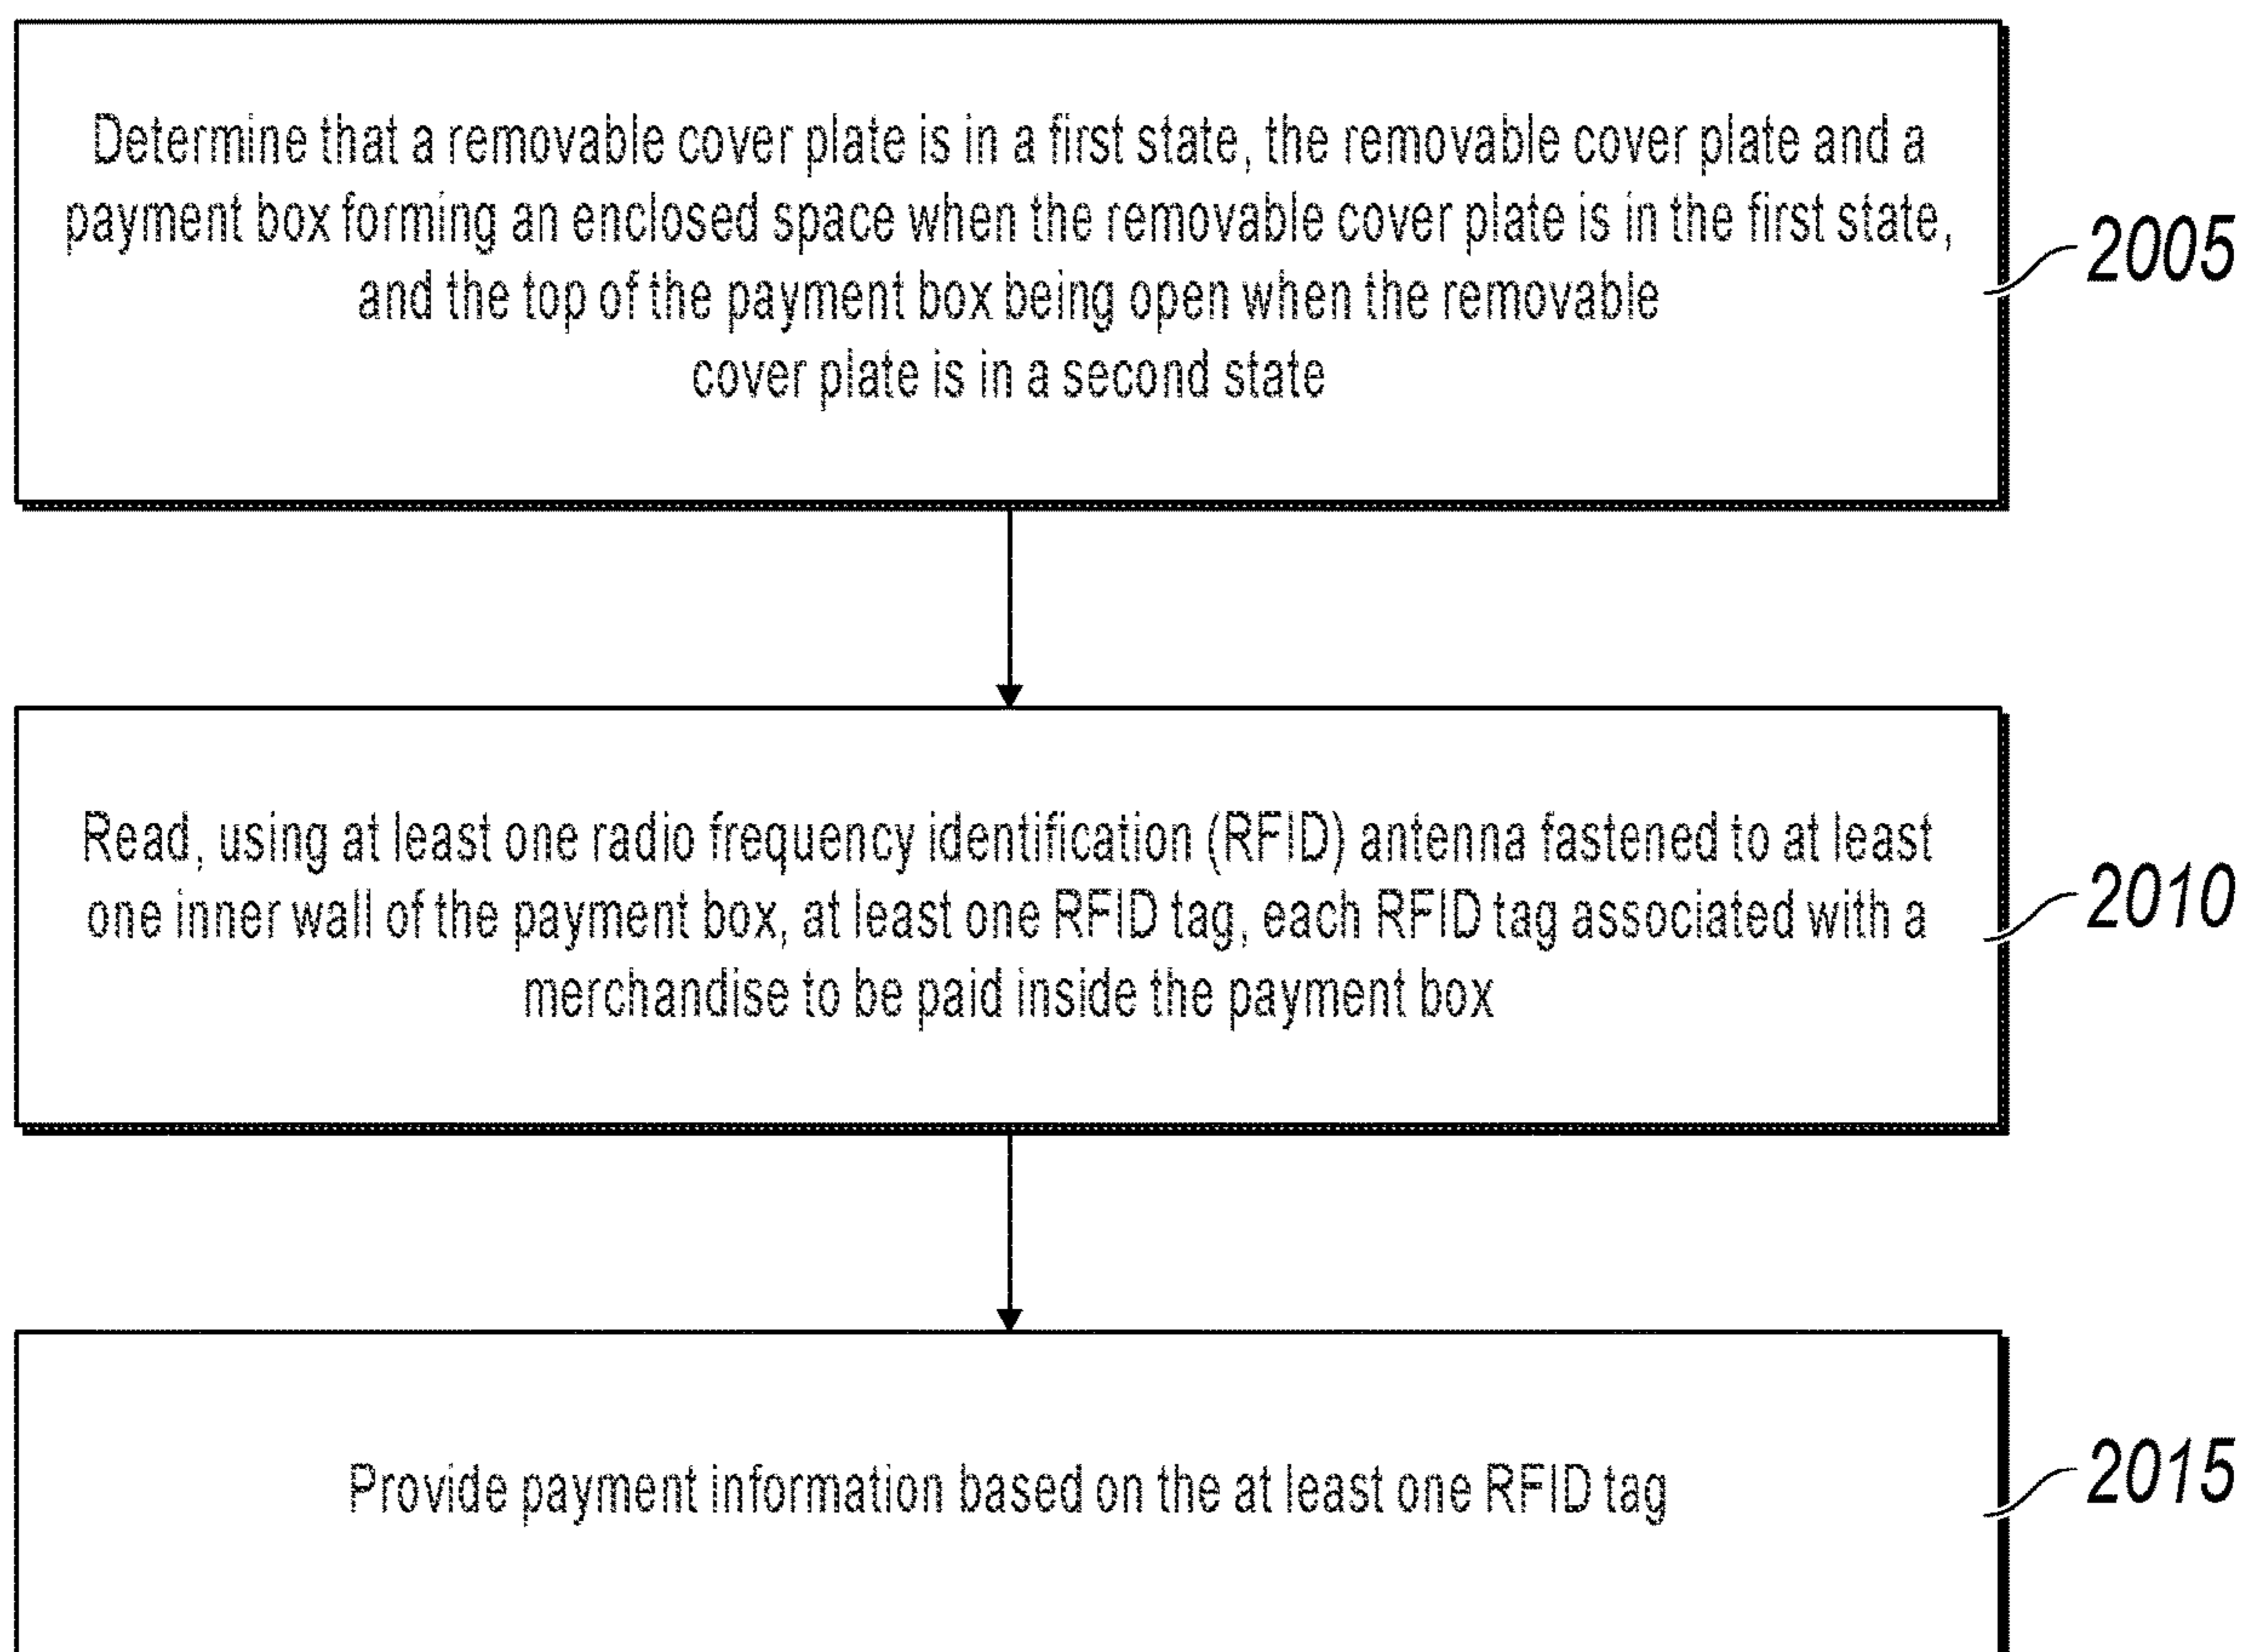 Determine that a removable cover plate is in a first state, the removable cover plate and a
payment box forming an enclosed space when the removable cover plate is in the first state,
and the top of the payment box being open when the removable
cover plate is in a second state
2005
Read, using at least one radio frequency identification (RFID) antenna fastened to at least
one inner wall of the payment box, at least one RFID tag, each RFID tag associated with a
merchandise to be paid inside the payment box
2010
Provide payment information based on the at least one RFID tag
2015